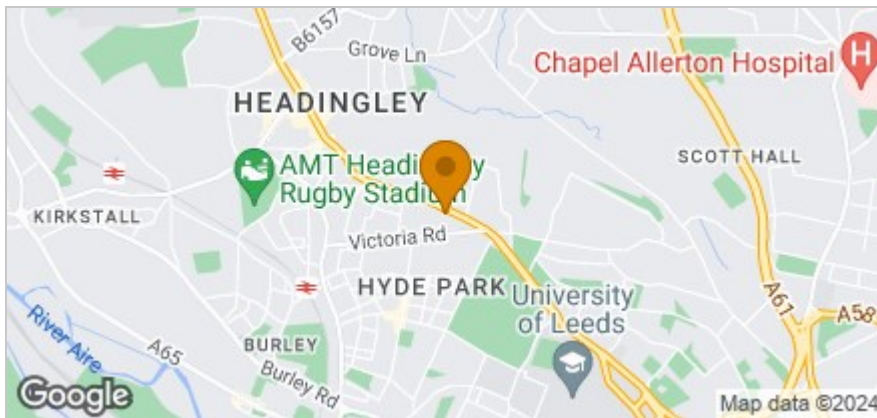 B6157
Grove Ln
Chapel Allerton Hospital
H
HEADINGLEY
SCOTT HALL
AMT Headingley
Rugby Stadium
KIRKSTALL
Victoria Rd
HYDE PARK
University
of Leeds
A61
A58
River Aire
A65
BURLEY
Burley Rd
Google
Map data ©2024